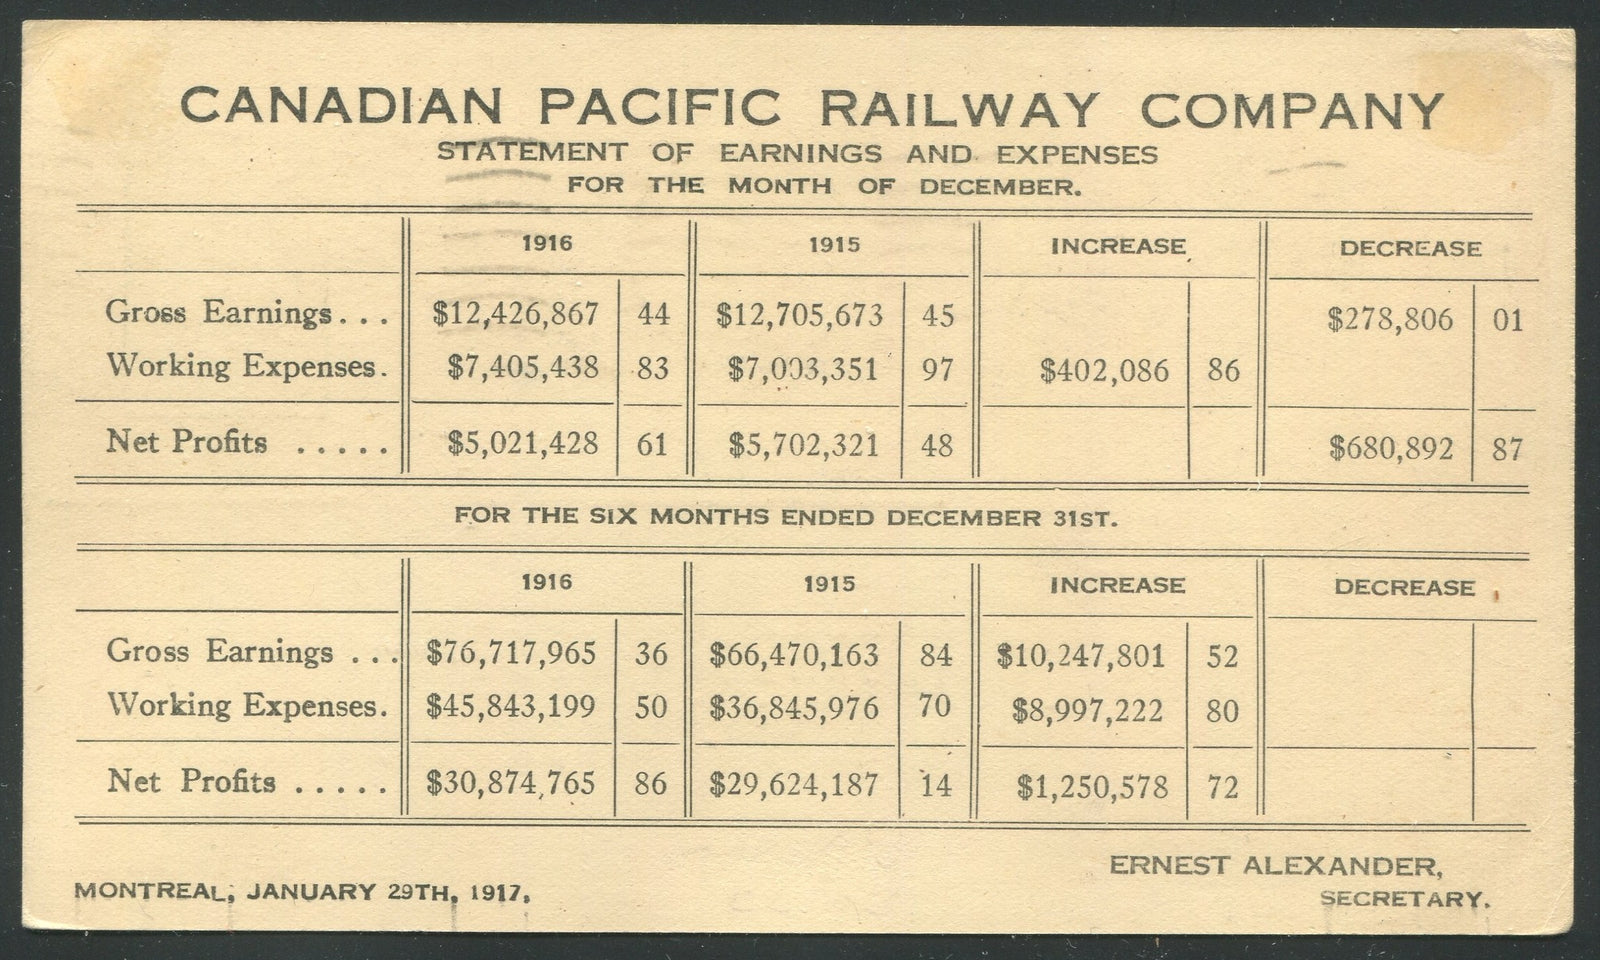 CANADIAN PACIFIC RAILWAY COMPANY
STATEMENT OF EARNINGS AND EXPENSES
FOR THE MONTH OF DECEMBER.
1916 1915 INCREASE DECREASE
Gross Earnings... $12,426,867 44 $12,705,673 45 $278,806 01
Working Expenses. $7,405,438 83 $7,003,351 97 $402,086 86
Net Profits ..... $5,021,428 61 $5,702,321 48 $680,892 87
FOR THE SIX MONTHS ENDED DECEMBER 31ST.
1916 1915 INCREASE DECREASE
Gross Earnings ... $76,717,965 36 $66,470,163 84 $10,247,801 52
Working Expenses. $45,843,199 50 $36,845,976 70 $8,997,222 80
Net Profits ..... $30,874,765 86 $29,624,187 14 $1,250,578 72
ERNEST ALEXANDER,
MONTREAL, JANUARY 29TH, 1917, SECRETARY.